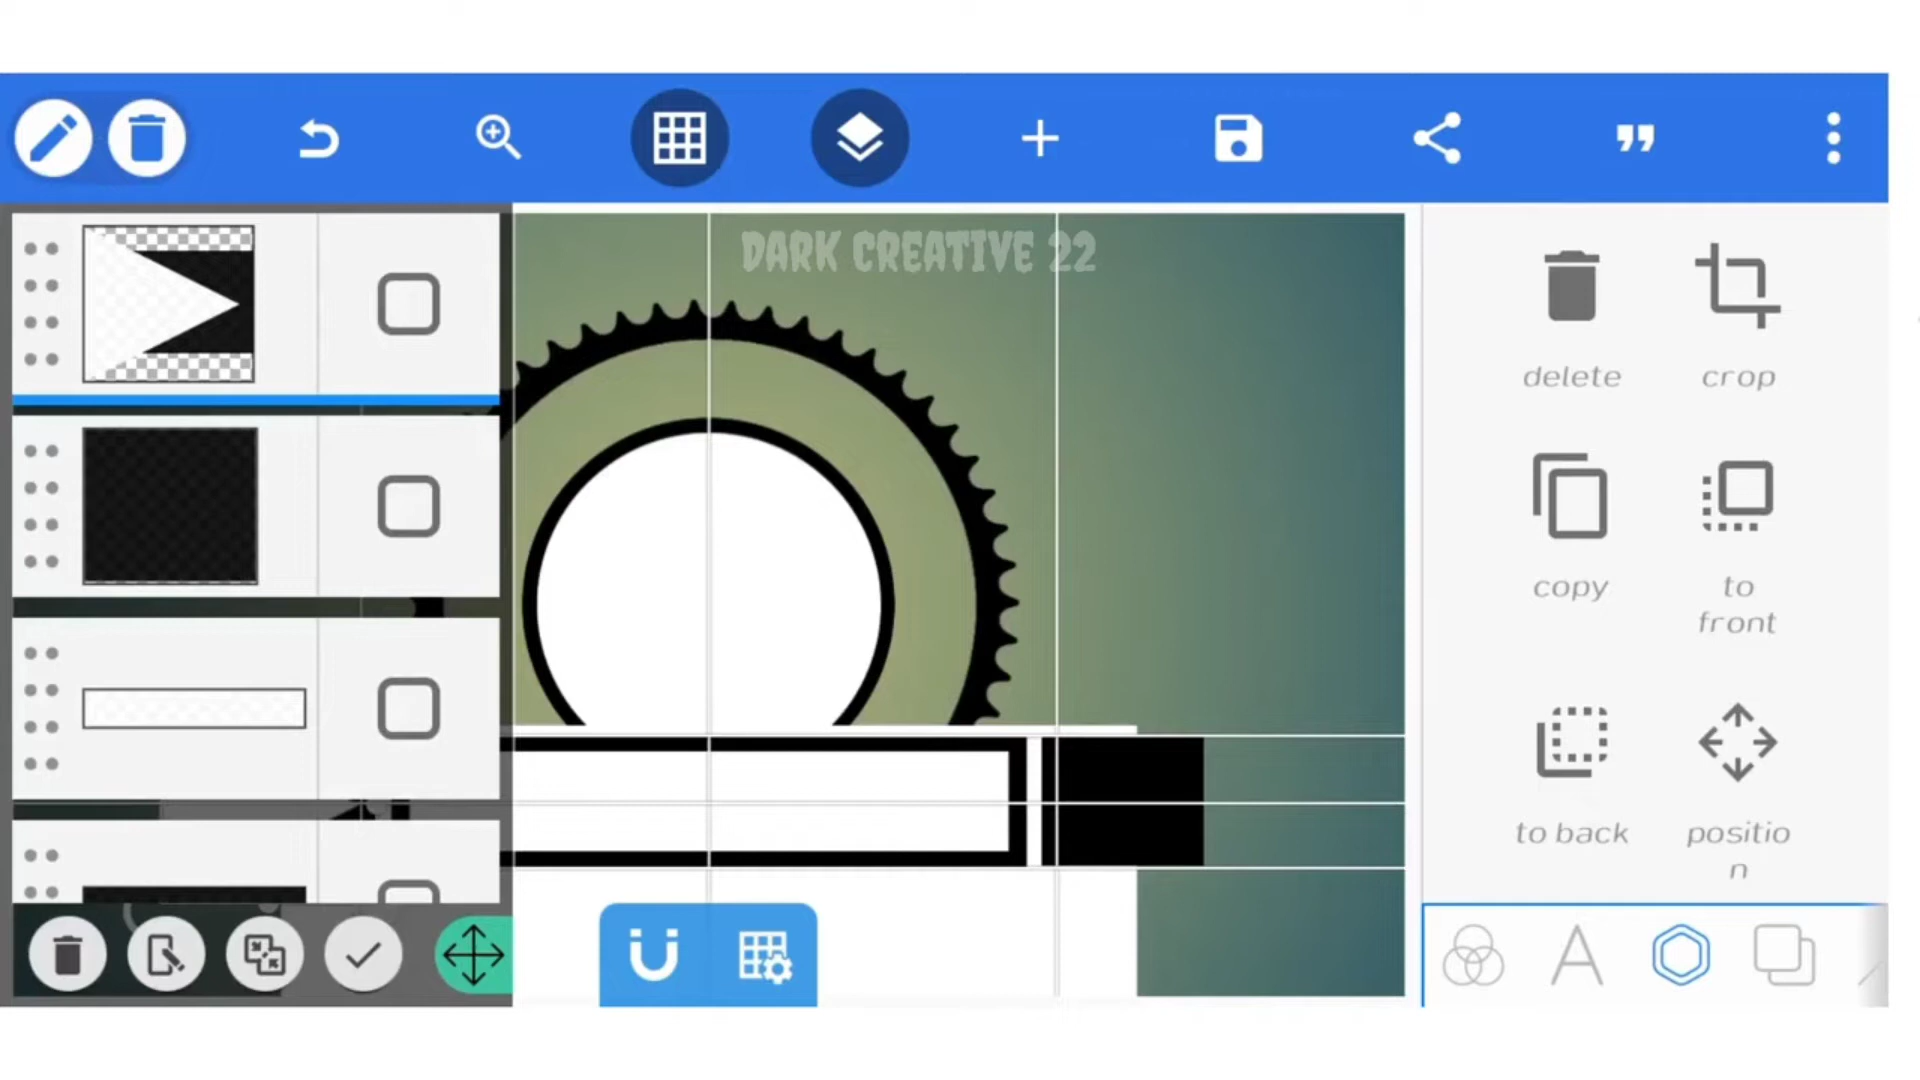 DARK CREATIVE 22
delete
crop
copy
to
front
to back
positio
n